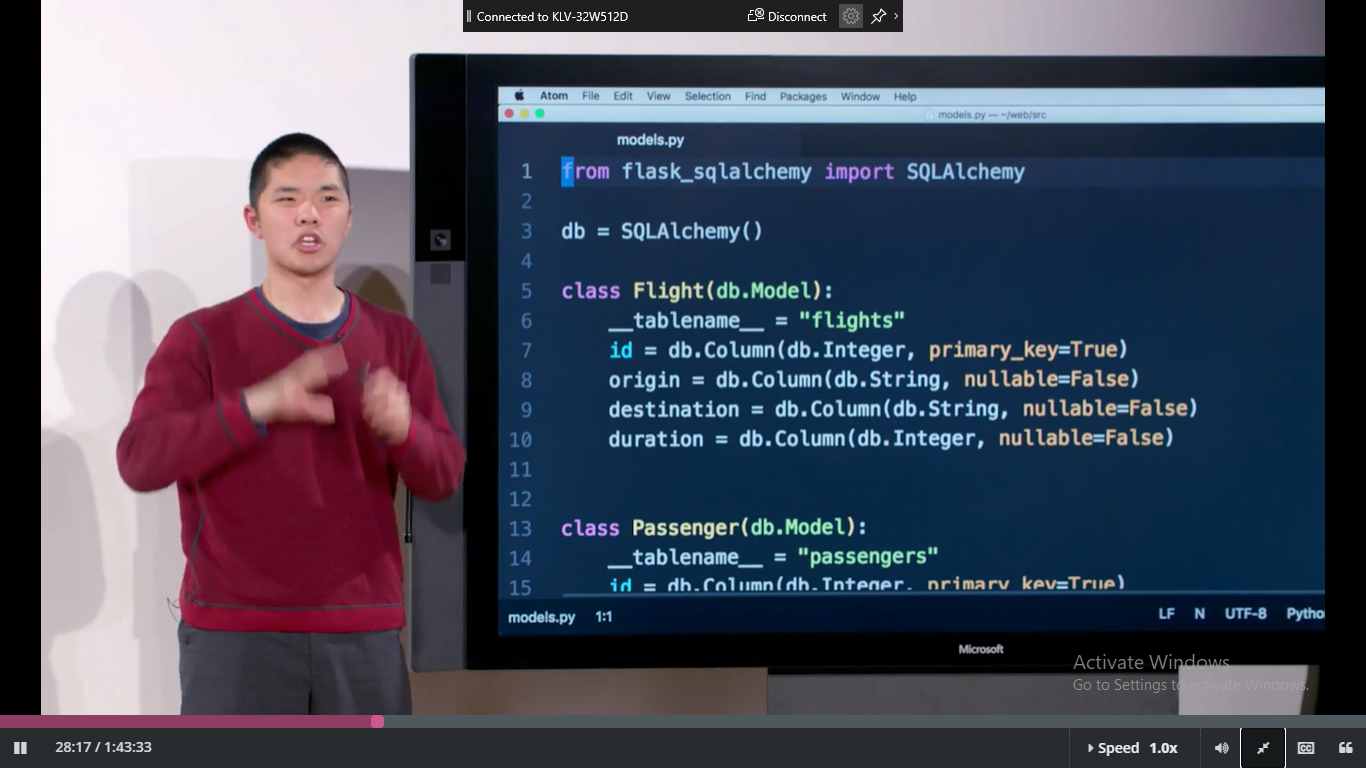 Connected to KLV-32W512D Disconnect
Atom File Edit View Selection Find Packages Window Help
models.py — ~/web/src
models.py
1 from flask_sqlalchemy import SQLAlchemy
2
3 db = SQLAlchemy()
4
5 class Flight(db.Model):
6 __tablename__ = "flights"
7 id = db.Column(db.Integer, primary_key=True)
8 origin = db.Column(db.String, nullable=False)
9 destination = db.Column(db.String, nullable=False)
10 duration = db.Column(db.Integer, nullable=False)
11
12
13 class Passenger(db.Model):
14 __tablename__ = "passengers"
15 id = db.Column(db.Integer, primary_key=True)
models.py 1:1 LF N UTF-8 Pytho
Microsoft
Activate Windows
Go to Settings to activate Windows.
28:17 / 1:43:33 Speed 1.0x CC